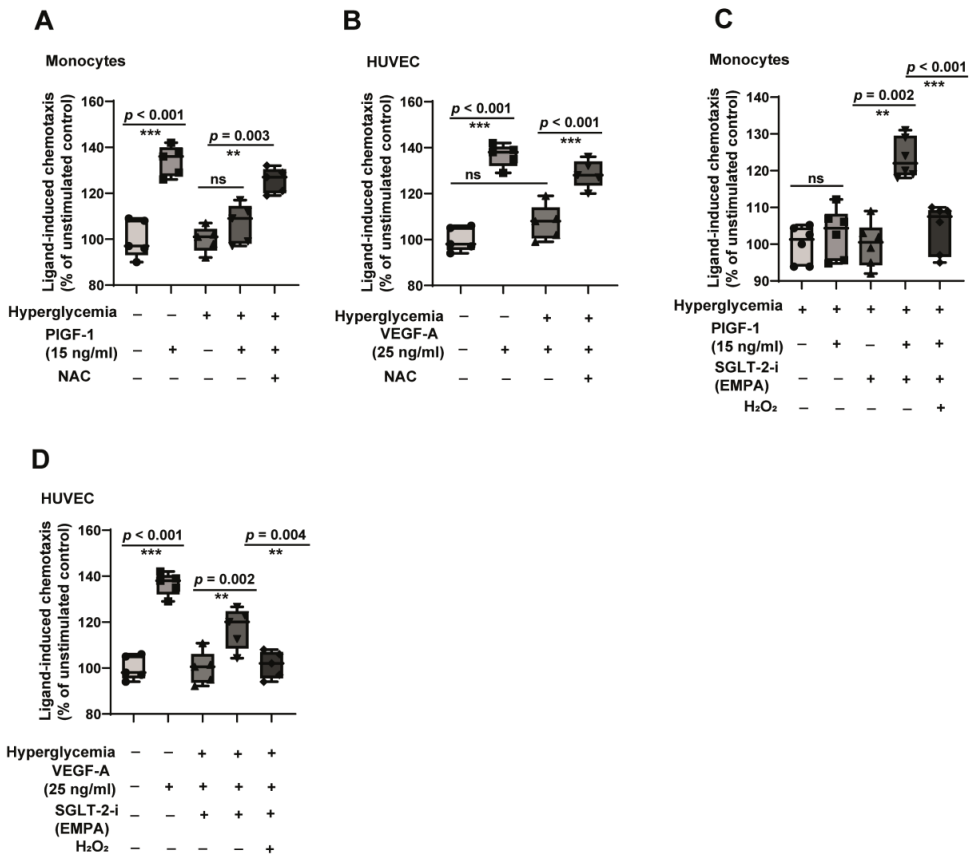 A
Monocytes
Ligand-induced chemotaxis
(% of unstimulated control)
160
140
120
100
80
p < 0.001
***
p = 0.003
**
ns
Hyperglycemia – – + + +
PlGF-1
(15 ng/ml) – + – + +
NAC – – – – +
B
HUVEC
Ligand-induced chemotaxis
(% of unstimulated control)
160
140
120
100
80
p < 0.001
***
p < 0.001
***
ns
Hyperglycemia – – + +
VEGF-A
(25 ng/ml) – + + +
NAC – – – +
C
Monocytes
Ligand-induced chemotaxis
(% of unstimulated control)
140
130
120
110
100
90
p < 0.001
***
p = 0.002
**
ns
Hyperglycemia + + + + +
PlGF-1
(15 ng/ml) – + – + +
SGLT-2-i
(EMPA) – – + + +
H₂O₂ – – – – +
D
HUVEC
Ligand-induced chemotaxis
(% of unstimulated control)
160
140
120
100
80
p < 0.001
***
p = 0.004
**
p = 0.002
**
Hyperglycemia – – + + +
VEGF-A
(25 ng/ml) – + + + +
SGLT-2-i
(EMPA) – – + + +
H₂O₂ – – – – +